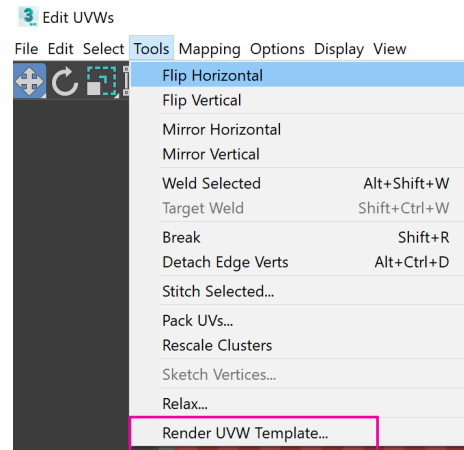 Edit UVWs
File Edit Select Tools Mapping Options Display View
Flip Horizontal
Flip Vertical
Mirror Horizontal
Mirror Vertical
Weld Selected Alt+Shift+W
Target Weld Shift+Ctrl+W
Break Shift+R
Detach Edge Verts Alt+Ctrl+D
Stitch Selected...
Pack UVs...
Rescale Clusters
Sketch Vertices...
Relax...
Render UVW Template...